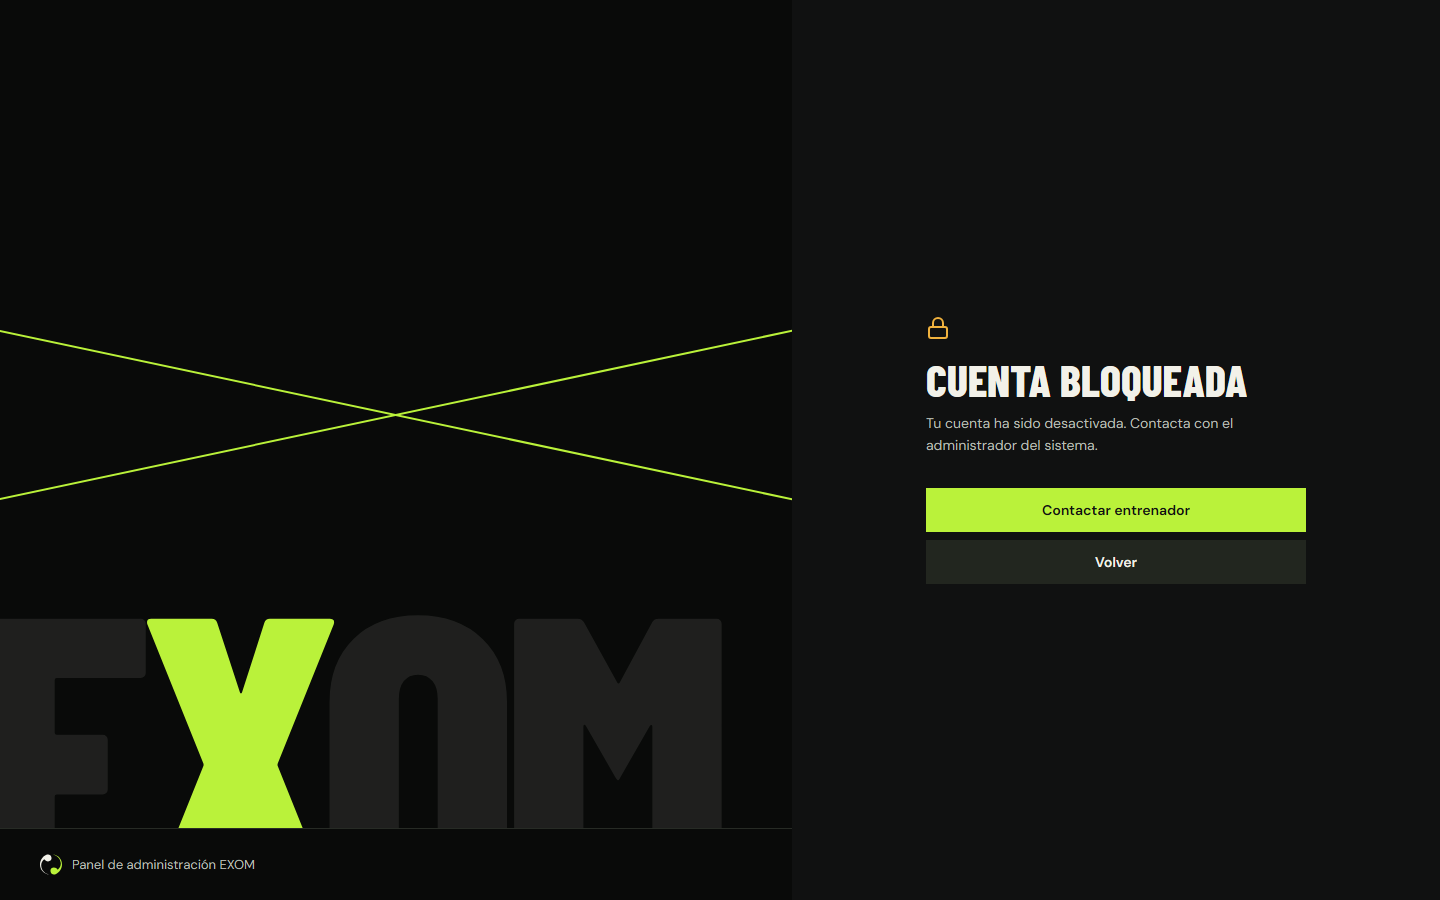 EXOM
Panel de administración EXOM
CUENTA BLOQUEADA
Tu cuenta ha sido desactivada. Contacta con el
administrador del sistema.
Contactar entrenador
Volver